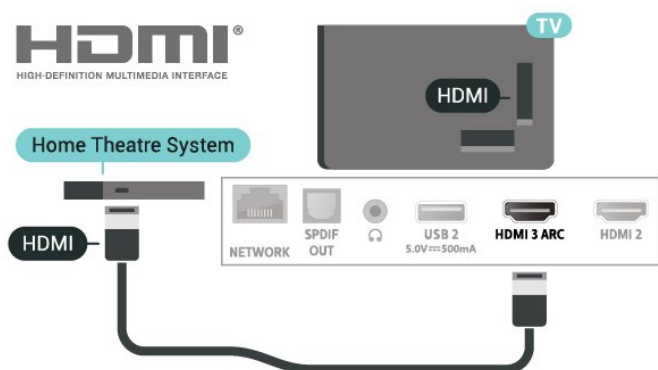 HDMI®
HIGH-DEFINITION MULTIMEDIA INTERFACE
TV
HDMI
Home Theatre System
HDMI
NETWORK
SPDIF
OUT
USB 2
5.0V⎓500mA
HDMI 3 ARC
HDMI 2